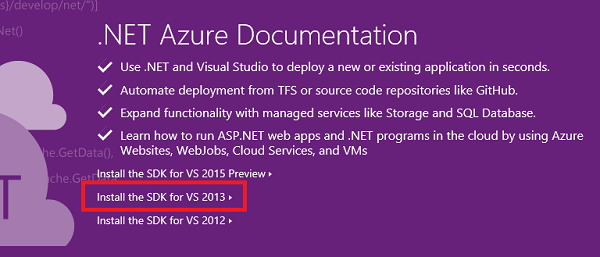 s}/develop/net/")]
Net()
.NET Azure Documentation
Use .NET and Visual Studio to deploy a new or existing application in seconds.
Automate deployment from TFS or source code repositories like GitHub.
Expand functionality with managed services like Storage and SQL Database.
Learn how to run ASP.NET web apps and .NET programs in the cloud by using Azure
Websites, WebJobs, Cloud Services, and VMs
che.GetData(),
Install the SDK for VS 2015 Preview
ache.GetData()
T
Install the SDK for VS 2013
Install the SDK for VS 2012